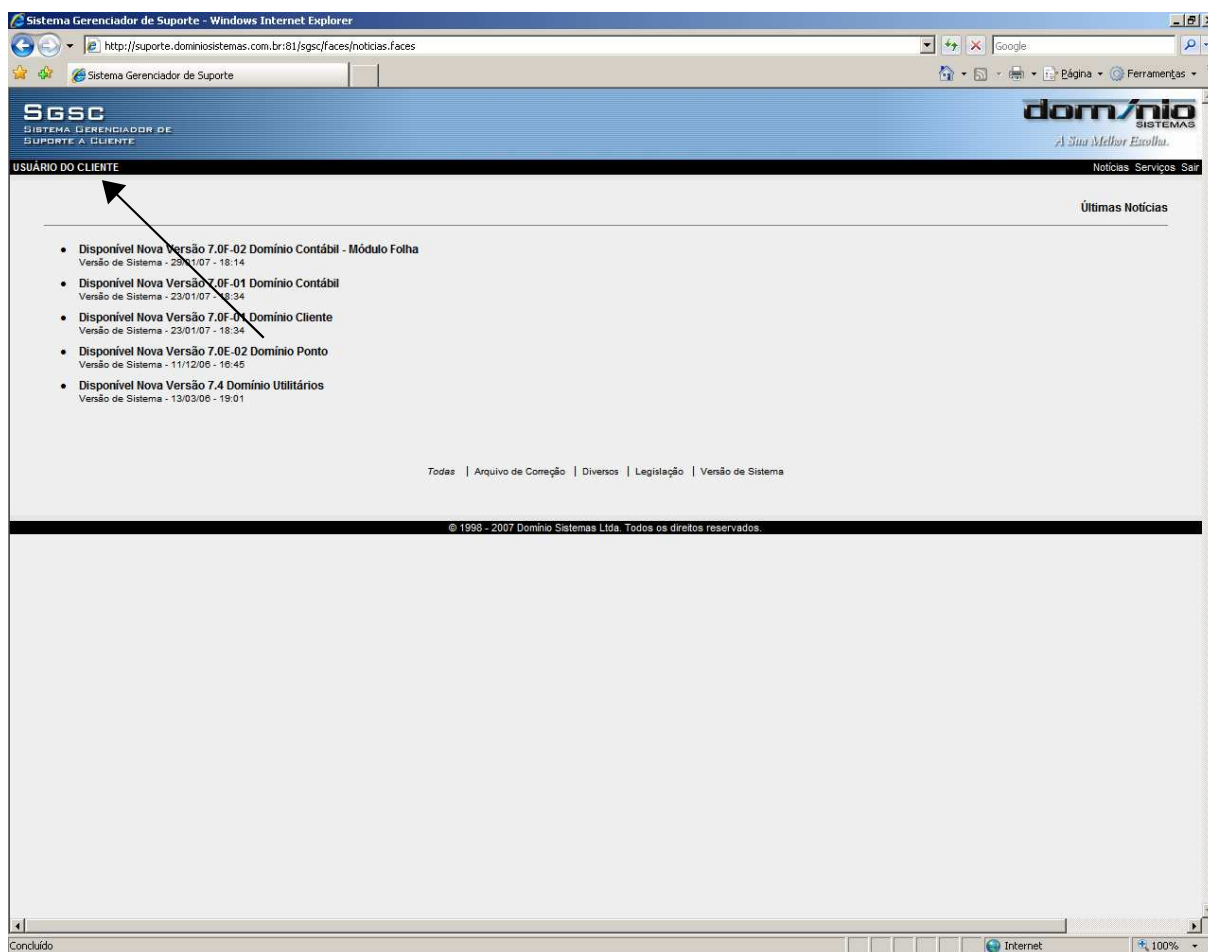 Sistema Gerenciador de Suporte - Windows Internet Explorer
http://suporte.dominiosistemas.com.br:81/sgsc/faces/noticias.faces
Google
Sistema Gerenciador de Suporte
Página
Ferramentas
SGSC
SISTEMA GERENCIADOR DE
SUPORTE A CLIENTE
domínio
SISTEMAS
A Sua Melhor Escolha.
USUÁRIO DO CLIENTE
Notícias Serviços Sair
Últimas Notícias
• Disponível Nova Versão 7.0F-02 Domínio Contábil - Módulo Folha
Versão de Sistema - 29/01/07 - 18:14
• Disponível Nova Versão 7.0F-01 Domínio Contábil
Versão de Sistema - 23/01/07 - 18:34
• Disponível Nova Versão 7.0F-01 Domínio Cliente
Versão de Sistema - 23/01/07 - 18:34
• Disponível Nova Versão 7.0E-02 Domínio Ponto
Versão de Sistema - 11/12/06 - 16:45
• Disponível Nova Versão 7.4 Domínio Utilitários
Versão de Sistema - 13/03/06 - 19:01
Todas | Arquivo de Correção | Diversos | Legislação | Versão de Sistema
© 1998 - 2007 Domínio Sistemas Ltda. Todos os direitos reservados.
Concluído
Internet
100%